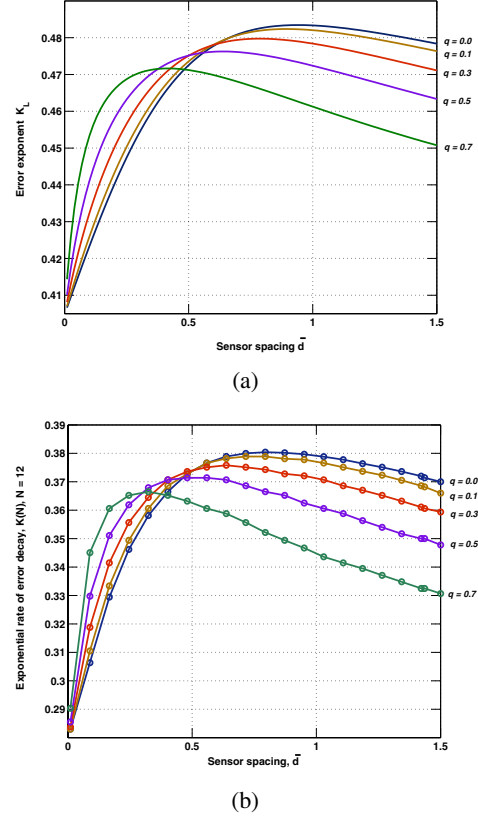 Error exponent K_L
0.48
0.47
0.46
0.45
0.44
0.43
0.42
0.41
0
0.5
1
1.5
q = 0.0
q = 0.1
q = 0.3
q = 0.5
q = 0.7
Sensor spacing d̄
(a)
Exponential rate of error decay, K(N), N = 12
0.39
0.38
0.37
0.36
0.35
0.34
0.33
0.32
0.31
0.3
0.29
0
0.5
1
1.5
q = 0.0
q = 0.1
q = 0.3
q = 0.5
q = 0.7
Sensor spacing, d̄
(b)